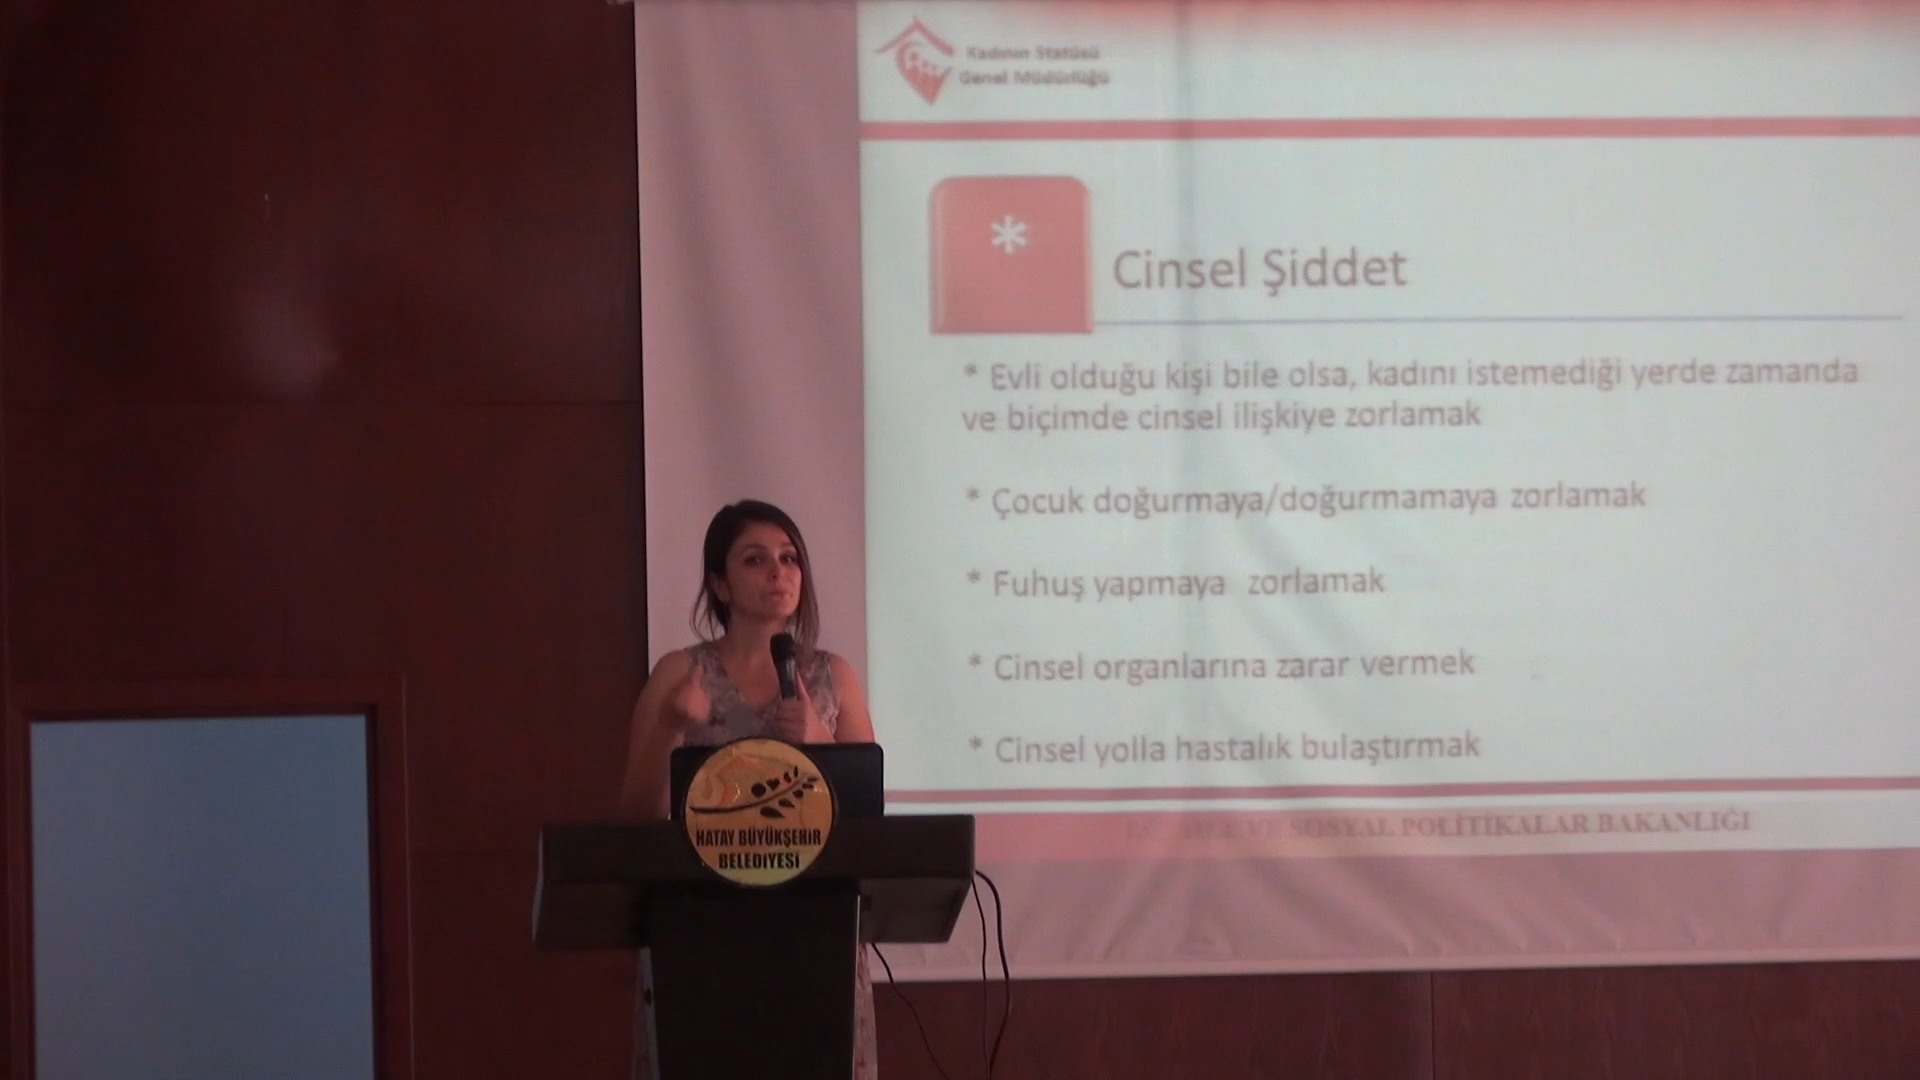 Kadının Statüsü
Genel Müdürlüğü
*
Cinsel Şiddet
* Evli olduğu kişi bile olsa, kadını istemediği yerde zamanda
ve biçimde cinsel ilişkiye zorlamak
* Çocuk doğurmaya/doğurmamaya zorlamak
* Fuhuş yapmaya zorlamak
* Cinsel organlarına zarar vermek
* Cinsel yolla hastalık bulaştırmak
VE SOSYAL POLİTİKALAR BAKANLIĞI
HATAY BÜYÜKŞEHİR
BELEDİYESİ